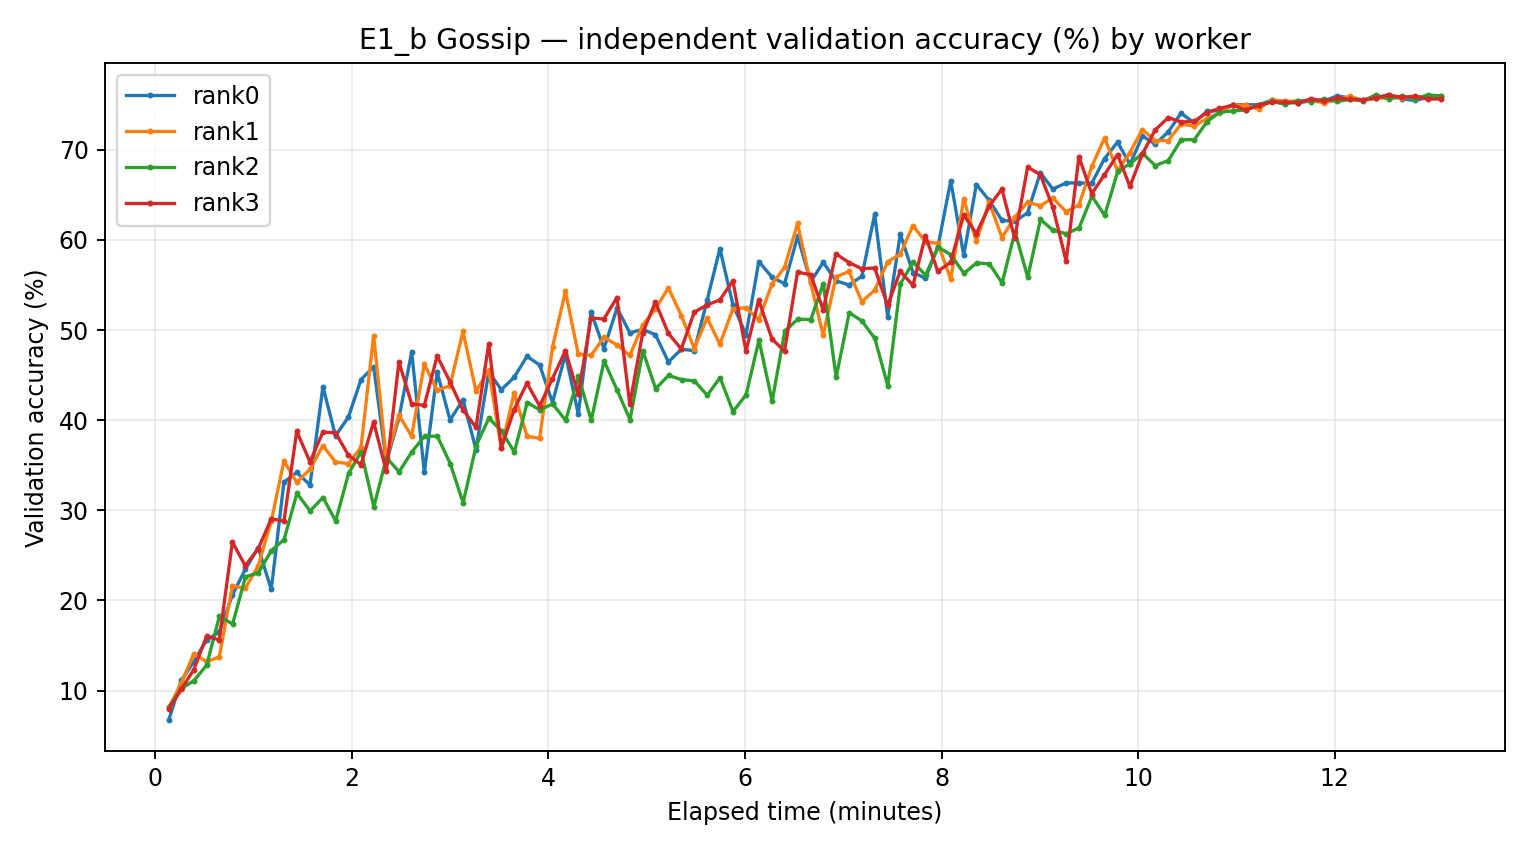 E1_b Gossip — independent validation accuracy (%) by worker
rank0
rank1
rank2
rank3
Validation accuracy (%)
70
60
50
40
30
20
10
0 2 4 6 8 10 12
Elapsed time (minutes)